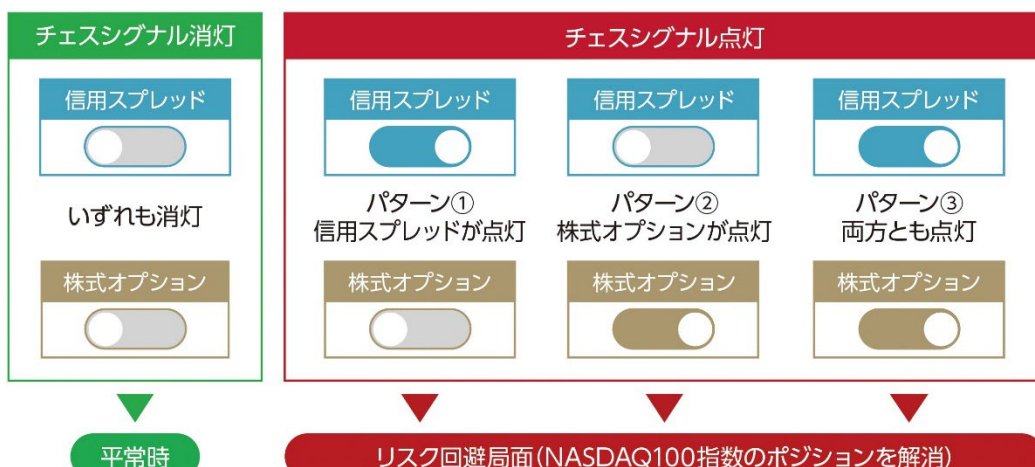 チェスシグナル消灯
信用スプレッド
いずれも消灯
株式オプション
平常時
チェスシグナル点灯
信用スプレッド
パターン①
信用スプレッドが点灯
株式オプション
信用スプレッド
パターン②
株式オプションが点灯
株式オプション
信用スプレッド
パターン③
両方とも点灯
株式オプション
リスク回避局面(NASDAQ100指数のポジションを解消)